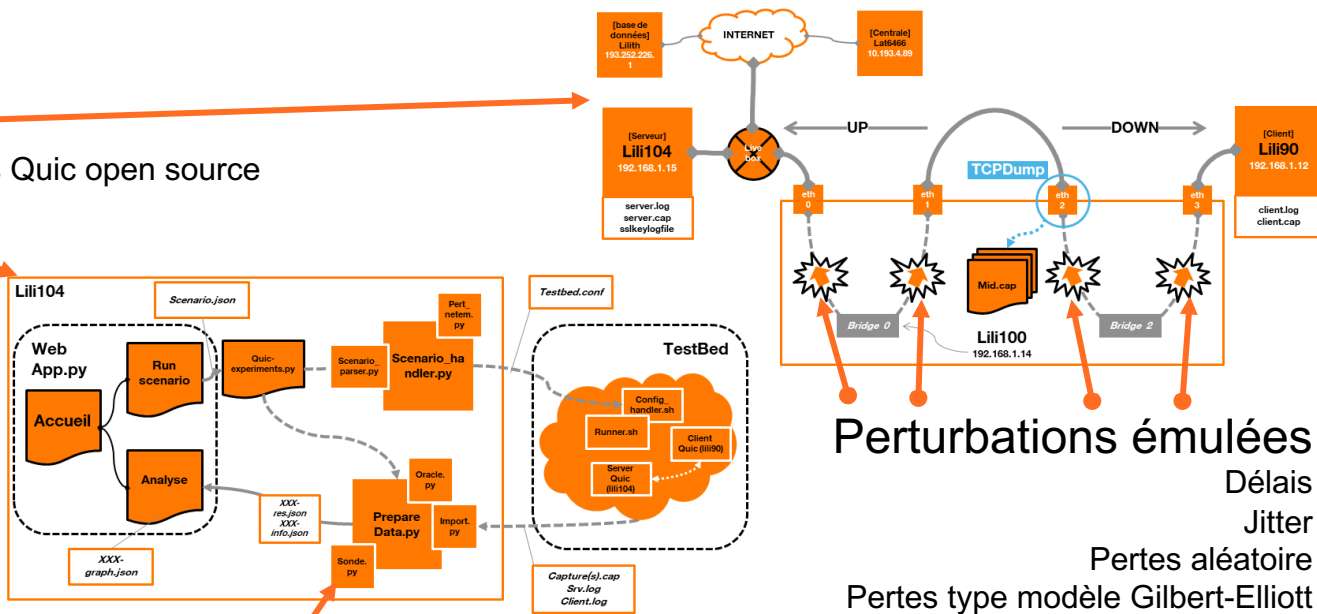 [base de
données]
Lilith
193.252.226.
1
INTERNET
[Centrale]
Lat6466
10.193.4.89
[Serveur]
Lili104
192.168.1.15
server.log
server.cap
sslkeylogfile
Live
box
UP
DOWN
TCPDump
[Client]
Lili90
192.168.1.12
client.log
client.cap
eth
0
eth
1
eth
2
eth
3
Mid.cap
Bridge 0
Bridge 2
Lili100
192.168.1.14
Quic open source
Lili104
Scenario.json
Web
App.py
Accueil
Run
scenario
Analyse
XXX-
graph.json
Quic-
experiments.py
Scenario_
parser.py
Pert_
netem.
py
Scenario_ha
ndler.py
Testbed.conf
TestBed
Config_
handler.sh
Runner.sh
Client
Quic (lili90)
Server
Quic
(lili104)
XXX-
res.json
XXX-
info.json
Oracle.
py
Prepare
Data.py
Import.
py
Sonde.
py
Capture(s).cap
Srv.log
Client.log
Perturbations émulées
Délais
Jitter
Pertes aléatoire
Pertes type modèle Gilbert-Elliott